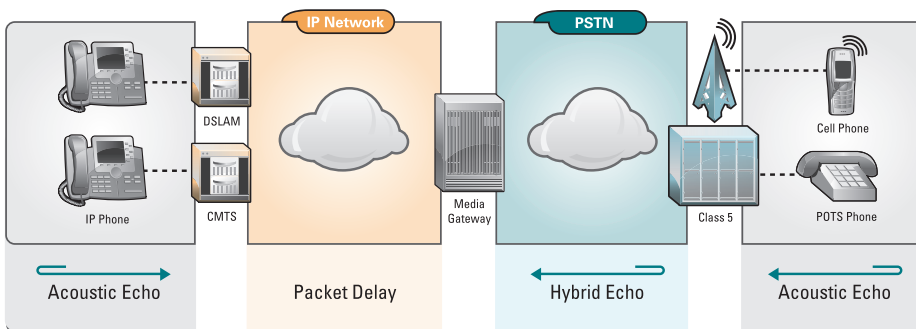 IP Network
PSTN
DSLAM
Cell Phone
IP Phone
CMTS
Media
Gateway
Class 5
POTS Phone
Acoustic Echo
Packet Delay
Hybrid Echo
Acoustic Echo